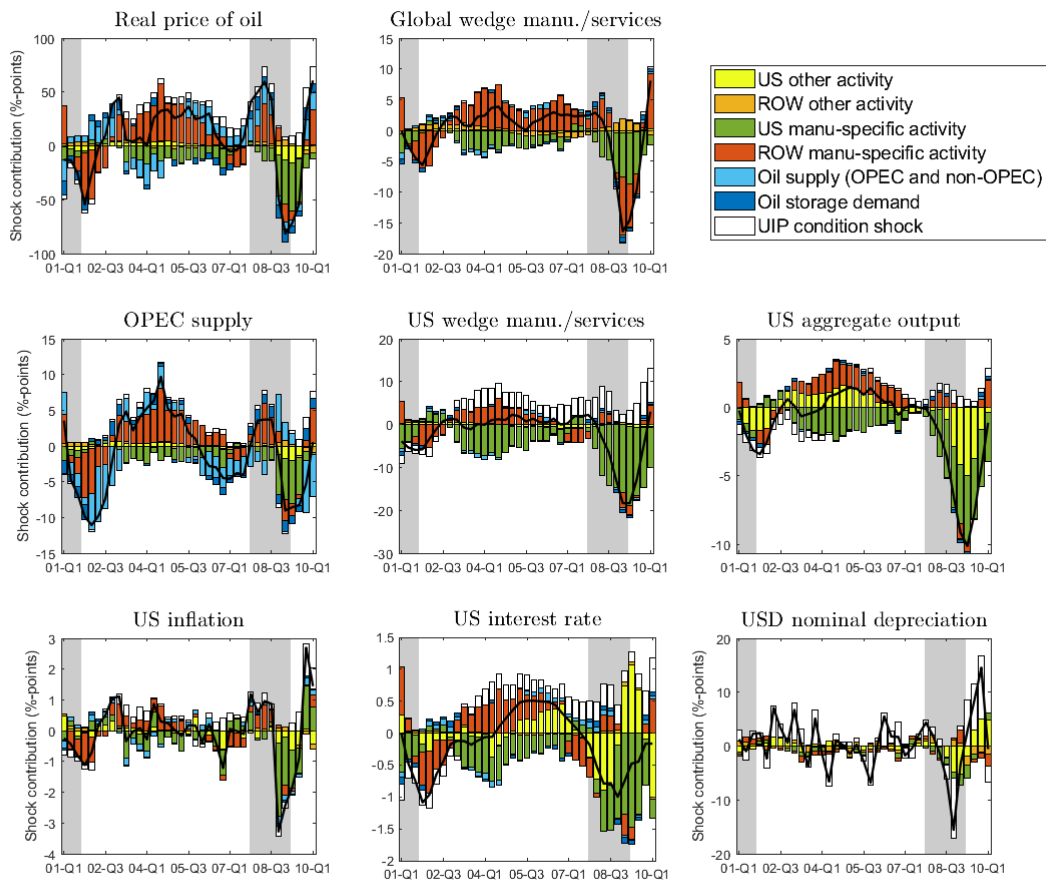 Real price of oil
Shock contribution (%-points)
100
50
0
-50
-100
01-Q1 02-Q3 04-Q1 05-Q3 07-Q1 08-Q3 10-Q1
Global wedge manu./services
15
10
5
0
-5
-10
-15
-20
01-Q1 02-Q3 04-Q1 05-Q3 07-Q1 08-Q3 10-Q1
US other activity
ROW other activity
US manu-specific activity
ROW manu-specific activity
Oil supply (OPEC and non-OPEC)
Oil storage demand
UIP condition shock
OPEC supply
Shock contribution (%-points)
15
10
5
0
-5
-10
-15
01-Q1 02-Q3 04-Q1 05-Q3 07-Q1 08-Q3 10-Q1
US wedge manu./services
20
10
0
-10
-20
-30
01-Q1 02-Q3 04-Q1 05-Q3 07-Q1 08-Q3 10-Q1
US aggregate output
5
0
-5
-10
01-Q1 02-Q3 04-Q1 05-Q3 07-Q1 08-Q3 10-Q1
US inflation
Shock contribution (%-points)
3
2
1
0
-1
-2
-3
-4
01-Q1 02-Q3 04-Q1 05-Q3 07-Q1 08-Q3 10-Q1
US interest rate
1.5
1
0.5
0
-0.5
-1
-1.5
-2
01-Q1 02-Q3 04-Q1 05-Q3 07-Q1 08-Q3 10-Q1
USD nominal depreciation
Shock contribution (%-points)
20
10
0
-10
-20
01-Q1 02-Q3 04-Q1 05-Q3 07-Q1 08-Q3 10-Q1